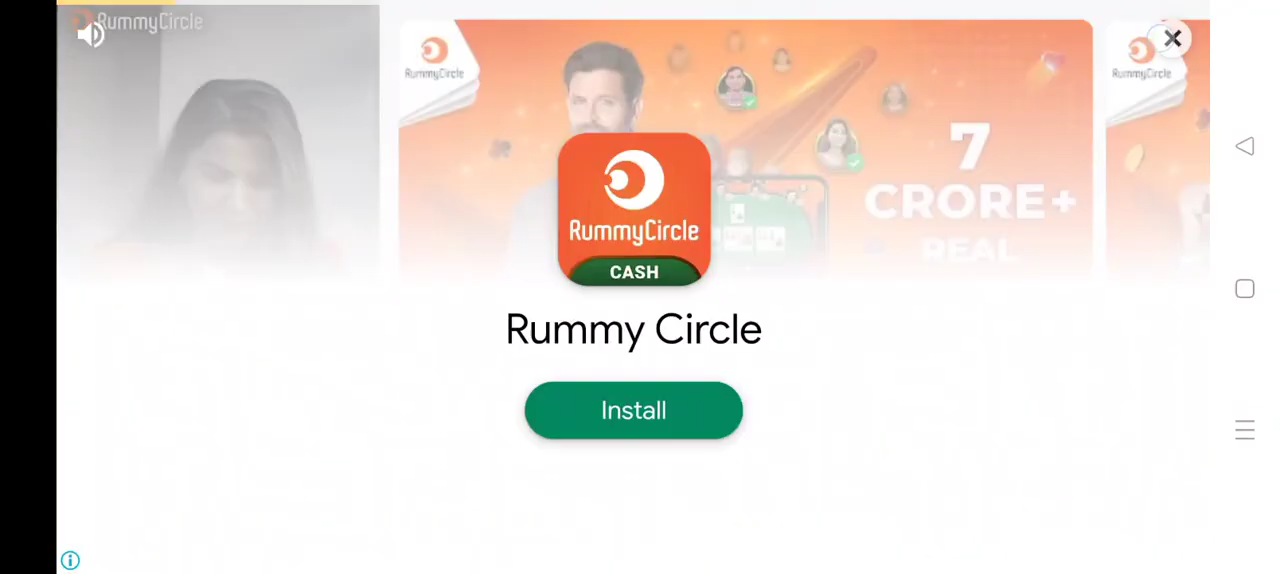 RummyCircle
RummyCircle
RummyCircle
7
CRORE+
REAL
RummyCircle
CASH
Rummy Circle
Install